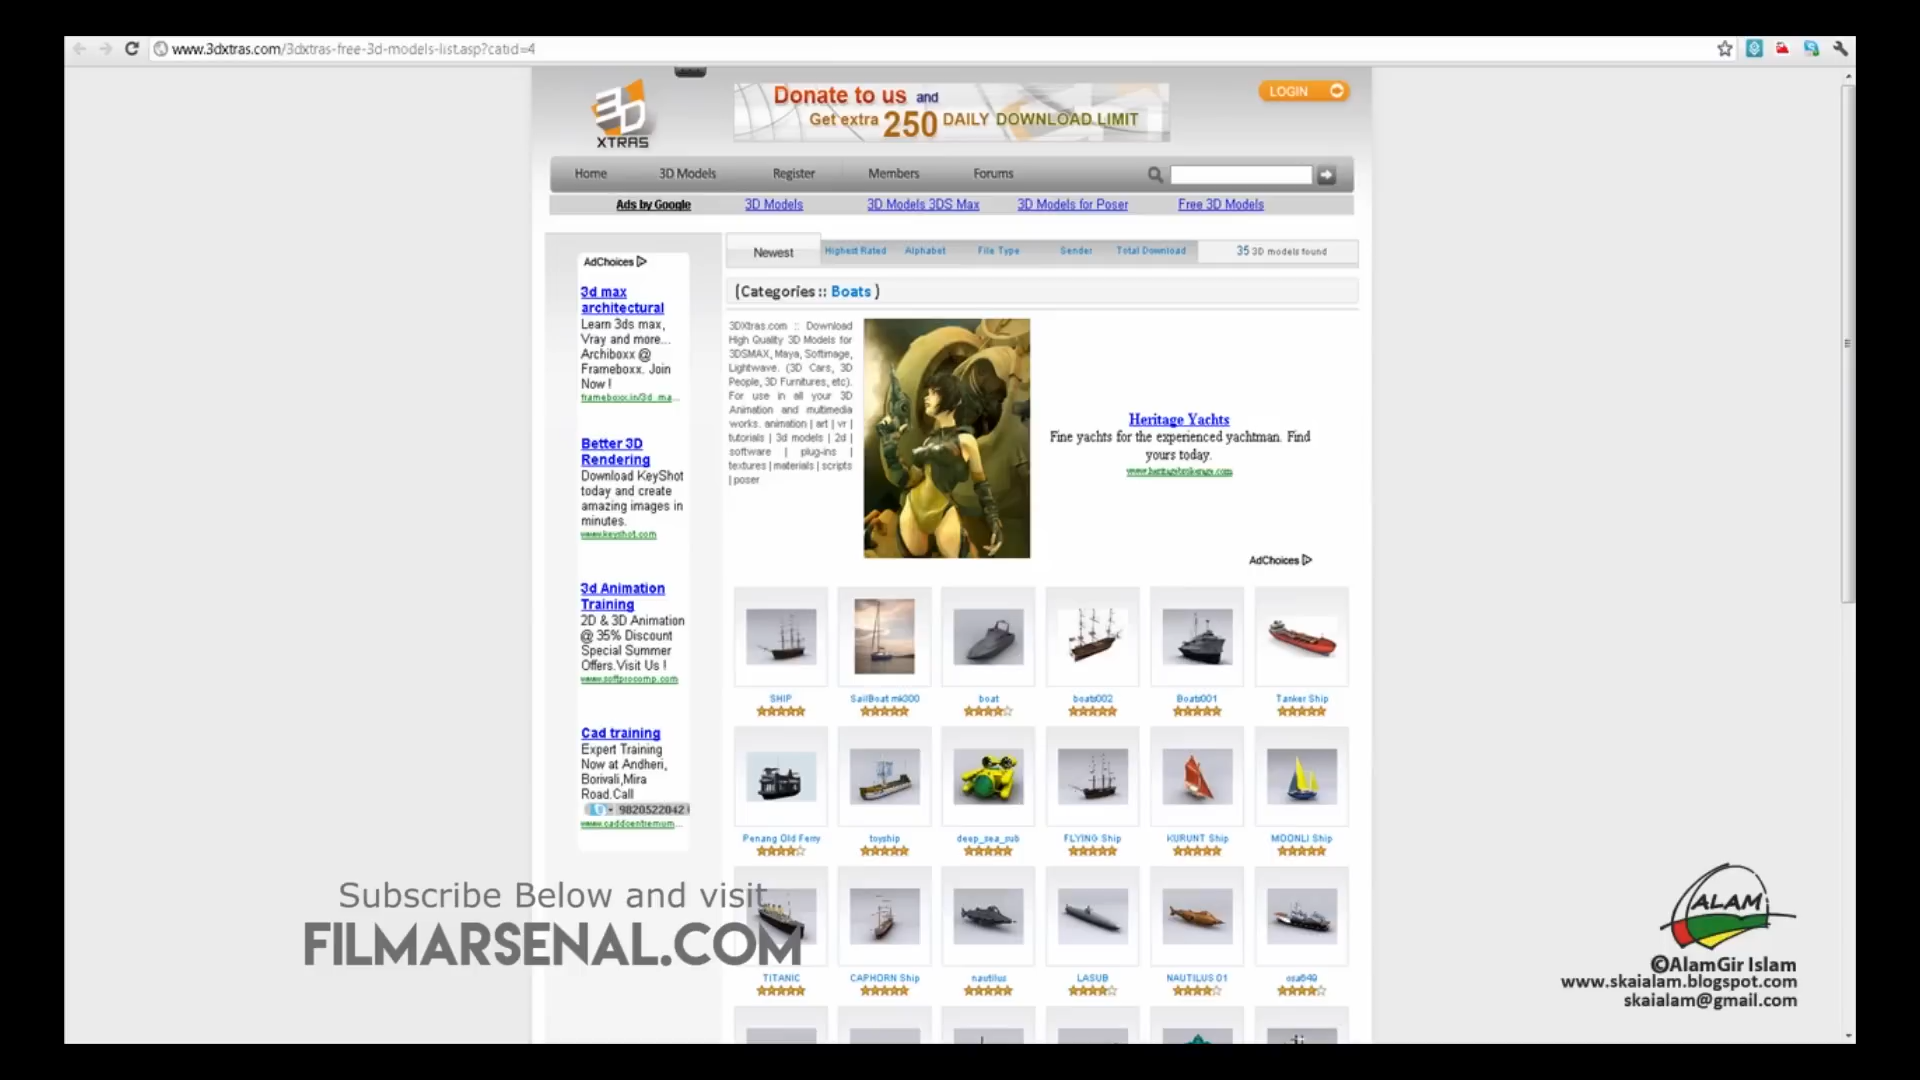 www.3dxtras.com/3dxtras-free-3d-models-list.asp?catid=4
3D
XTRAS
Donate to us and
Get extra 250 DAILY DOWNLOAD LIMIT
LOGIN
Home 3D Models Register Members Forums
Ads by Google 3D Models 3D Models 3DS Max 3D Models for Poser Free 3D Models
Newest Highest Rated Alphabet File Type Sender Total Download 35 3D models found
(Categories :: Boats )
AdChoices
3d max
architectural
Learn 3ds max,
Vray and more...
Archiboxx @
Frameboxx. Join
Now !
frameboxx.in/3d_ma...
Better 3D
Rendering
Download KeyShot
today and create
amazing images in
minutes.
www.keyshot.com
3d Animation
Training
2D & 3D Animation
@ 35% Discount
Special Summer
Offers.Visit Us !
www.softprocomp.com
Cad training
Expert Training
Now at Andheri,
Borivali,Mira
Road.Call
9820522042
www.caddcentremum...
3DXtras.com :: Download
High Quality 3D Models for
3DSMAX, Maya, Softimage,
Lightwave. (3D Cars, 3D
People, 3D Furnitures, etc).
For use in all your 3D
Animation and multimedia
works. animation | art | vr |
tutorials | 3d models | 2d |
software | plug-ins |
textures | materials | scripts
| poser
Heritage Yachts
Fine yachts for the experienced yachtman. Find
yours today.
www.heritagebrokerage.com
AdChoices
SHIP SailBoat mk300 boat boats002 Boats001 Tanker Ship
Penang Old Ferry toyship deep_sea_sub FLYING Ship KURUNT Ship MOONLI Ship
TITANIC CAPHORN Ship nautilus LASUB NAUTILUS 01
Subscribe Below and visit
FILMARSENAL.COM
ALAM
©AlamGir Islam
www.skaialam.blogspot.com
skaialam@gmail.com